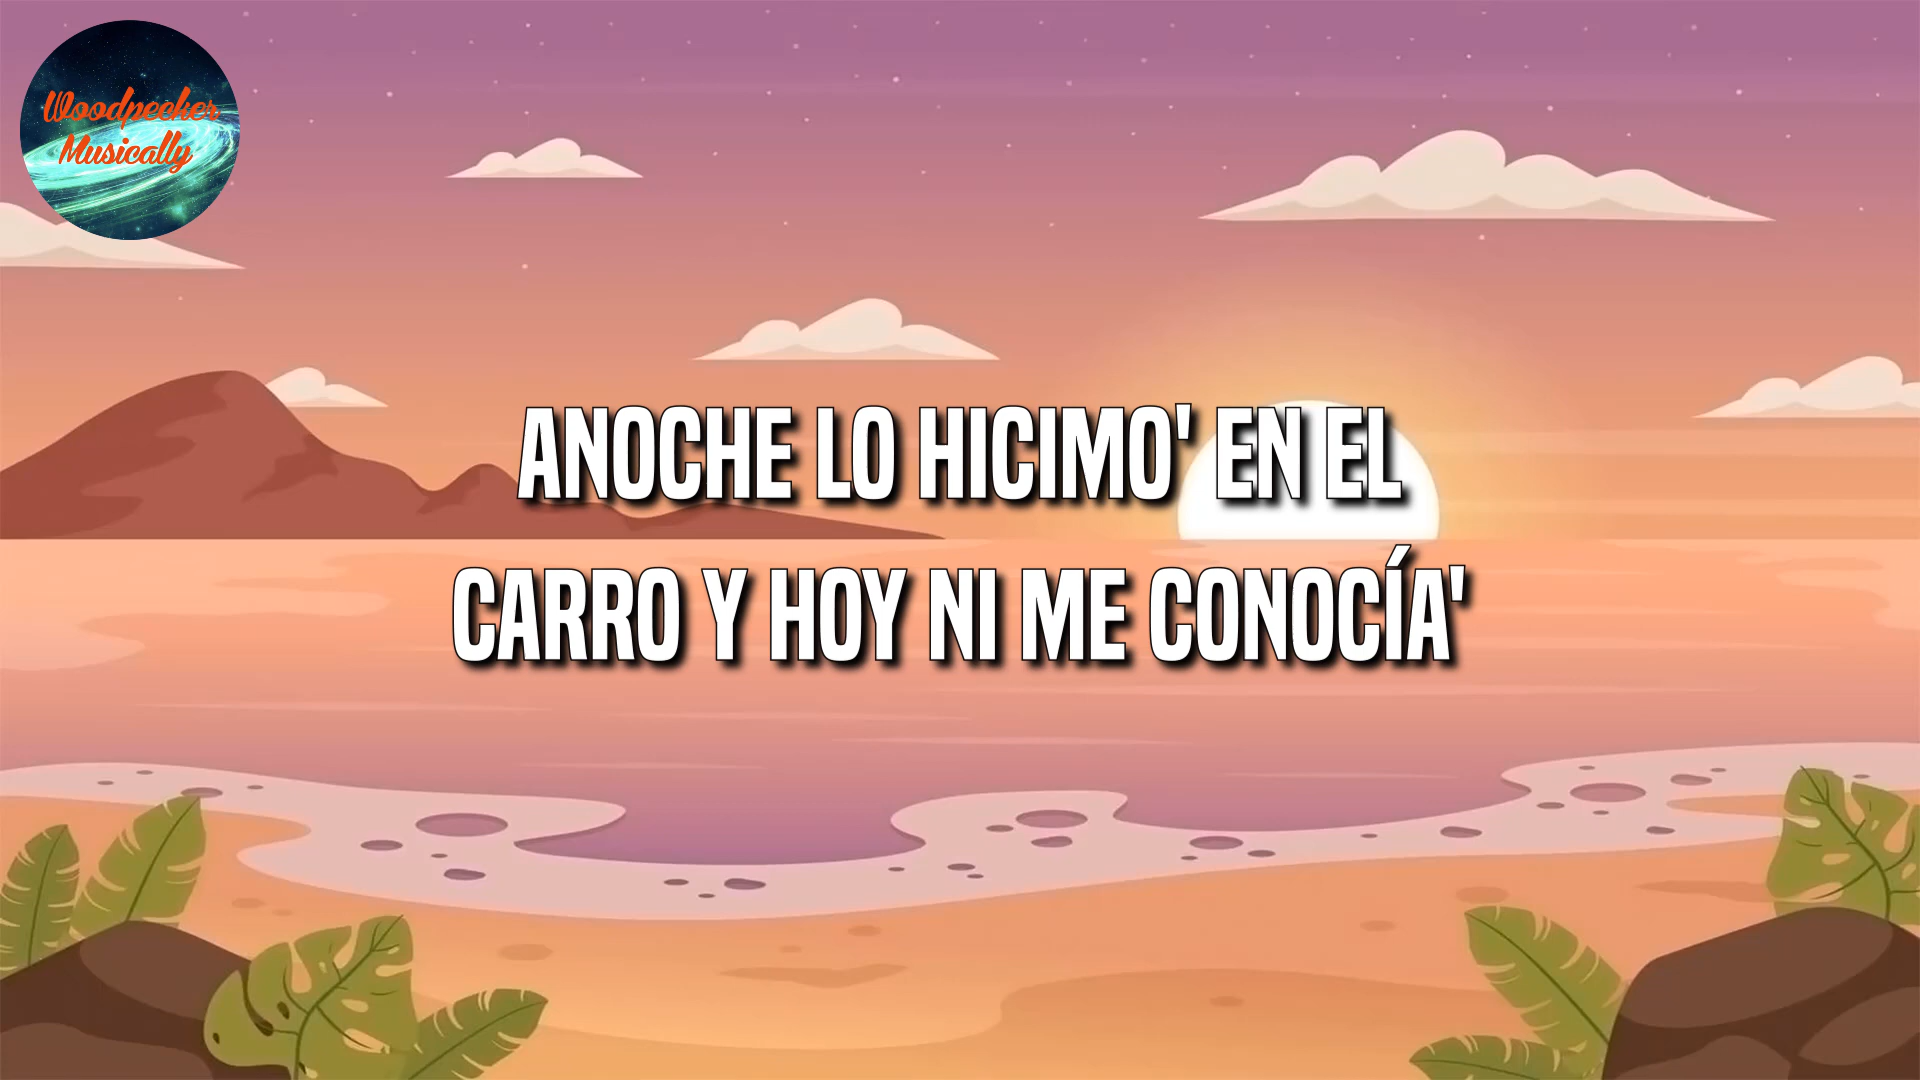 Woodpecker
Musically
ANOCHE LO HICIMO' EN EL
CARRO Y HOY NI ME CONOCÍA'